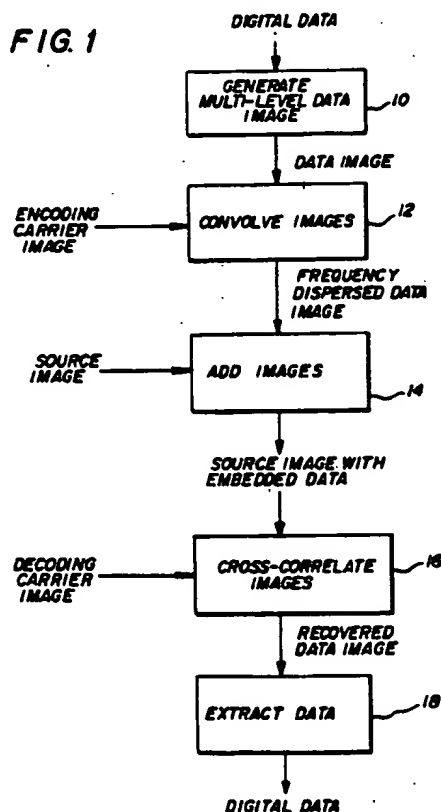 FIG. 1
DIGITAL DATA
GENERATE
MULTI-LEVEL DATA
IMAGE
10
DATA IMAGE
ENCODING
CARRIER
IMAGE
CONVOLVE IMAGES
12
FREQUENCY
DISPERSED DATA
IMAGE
SOURCE
IMAGE
ADD IMAGES
14
SOURCE IMAGE WITH
EMBEDDED DATA
DECODING
CARRIER
IMAGE
CROSS-CORRELATE
IMAGES
16
RECOVERED
DATA IMAGE
EXTRACT DATA
18
DIGITAL DATA